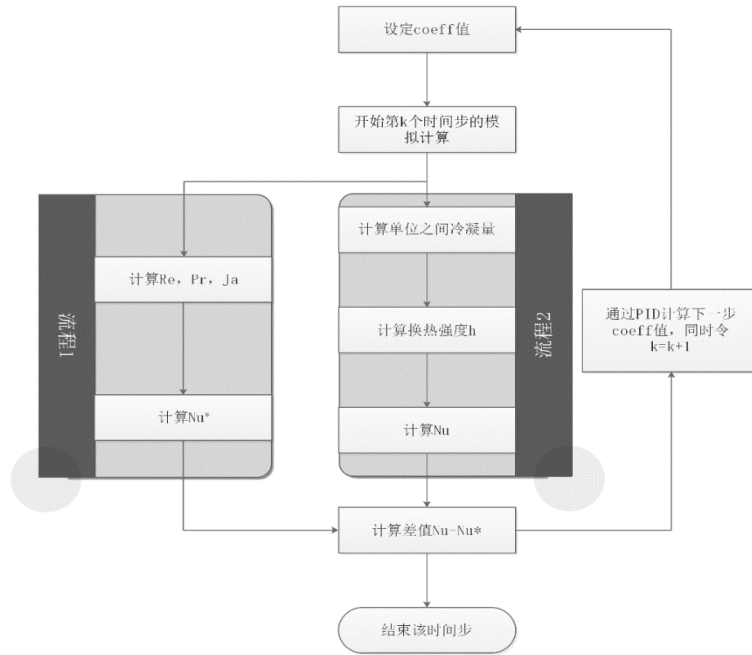 设定coeff值
开始第k个时间步的模
拟计算
流程1
计算Re，Pr，Ja
计算Nu*
计算单位之间冷凝量
计算换热强度h
计算Nu
流程2
通过PID计算下一步
coeff值，同时令
k=k+1
计算差值Nu-Nu*
结束该时间步